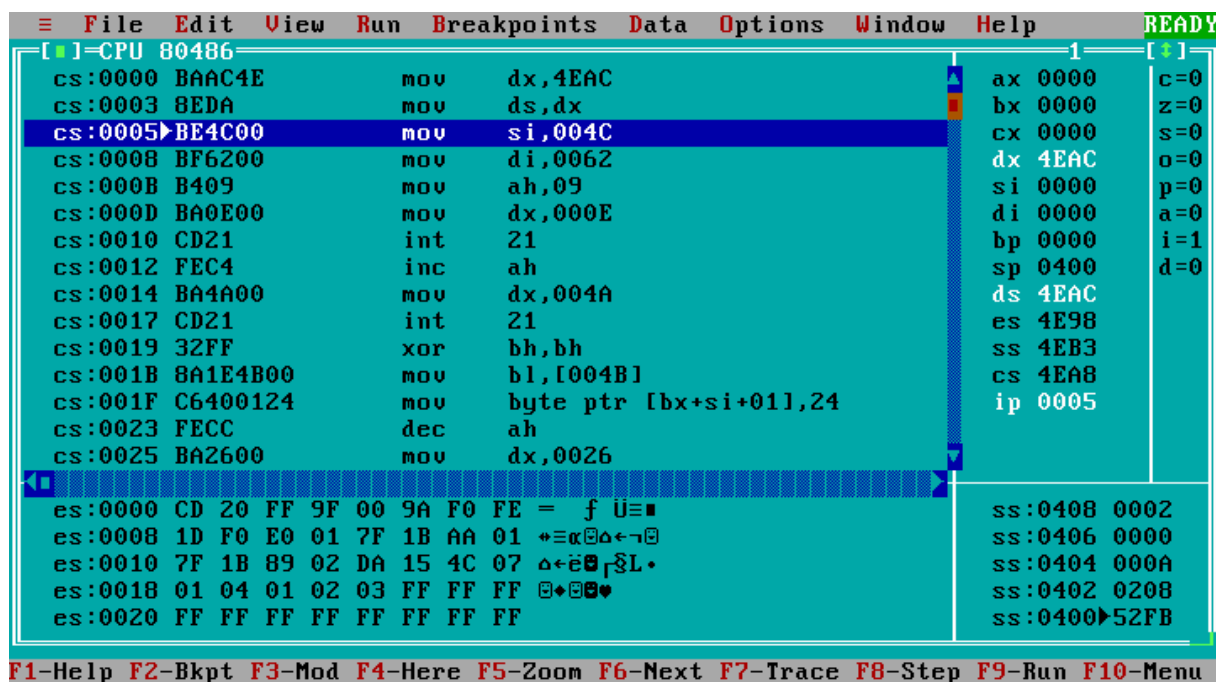 ≡ File Edit View Run Breakpoints Data Options Window Help READY
[■]=CPU 80486 1 [↕]
cs:0000 BAAC4E mov dx,4EAC ax 0000 c=0
cs:0003 8EDA mov ds,dx bx 0000 z=0
cs:0005►BE4C00 mov si,004C cx 0000 s=0
cs:0008 BF6200 mov di,0062 dx 4EAC o=0
cs:000B B409 mov ah,09 si 0000 p=0
cs:000D BA0E00 mov dx,000E di 0000 a=0
cs:0010 CD21 int 21 bp 0000 i=1
cs:0012 FEC4 inc ah sp 0400 d=0
cs:0014 BA4A00 mov dx,004A ds 4EAC
cs:0017 CD21 int 21 es 4E98
cs:0019 32FF xor bh,bh ss 4EB3
cs:001B 8A1E4B00 mov bl,[004B] cs 4EA8
cs:001F C6400124 mov byte ptr [bx+si+01],24 ip 0005
cs:0023 FECC dec ah
cs:0025 BA2600 mov dx,0026
es:0000 CD 20 FF 9F 00 9A F0 FE = ƒ Ü≡■ ss:0408 0002
es:0008 1D F0 E0 01 7F 1B AA 01 ↔≡α☺⌂←¬☺ ss:0406 0000
es:0010 7F 1B 89 02 DA 15 4C 07 ⌂←ë☻┌§L• ss:0404 000A
es:0018 01 04 01 02 03 FF FF FF ☺♦☺☻♥ ss:0402 0208
es:0020 FF FF FF FF FF FF FF FF ss:0400►52FB
F1-Help F2-Bkpt F3-Mod F4-Here F5-Zoom F6-Next F7-Trace F8-Step F9-Run F10-Menu